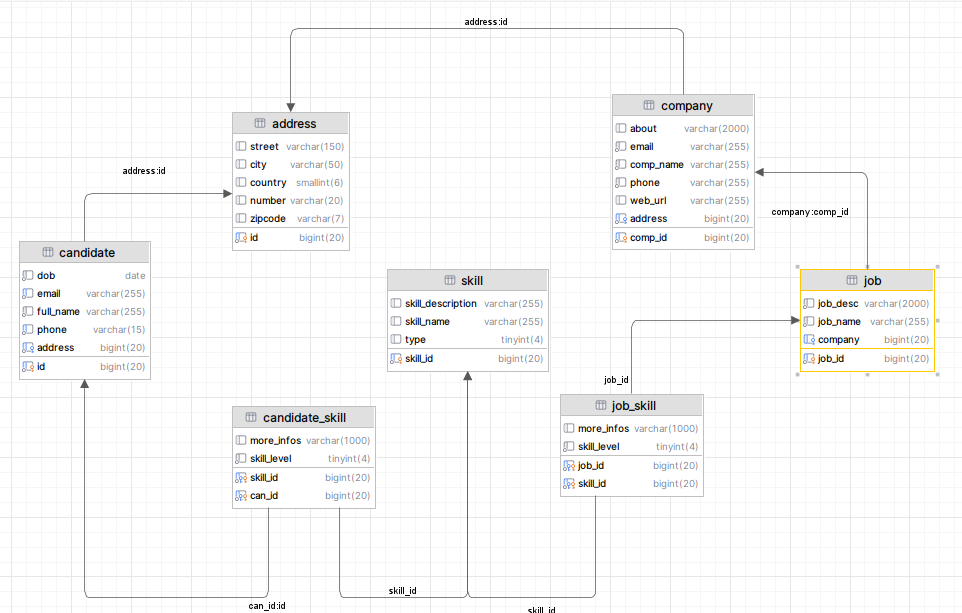 address:id
company
about varchar(2000)
email varchar(255)
comp_name varchar(255)
phone varchar(255)
web_url varchar(255)
address bigint(20)
comp_id bigint(20)
address
street varchar(150)
city varchar(50)
country smallint(6)
number varchar(20)
zipcode varchar(7)
id bigint(20)
address:id
company:comp_id
candidate
dob date
email varchar(255)
full_name varchar(255)
phone varchar(15)
address bigint(20)
id bigint(20)
skill
skill_description varchar(255)
skill_name varchar(255)
type tinyint(4)
skill_id bigint(20)
job
job_desc varchar(2000)
job_name varchar(255)
company bigint(20)
job_id bigint(20)
job_id
candidate_skill
more_infos varchar(1000)
skill_level tinyint(4)
skill_id bigint(20)
can_id bigint(20)
job_skill
more_infos varchar(1000)
skill_level tinyint(4)
job_id bigint(20)
skill_id bigint(20)
can_id:id
skill_id
skill_id